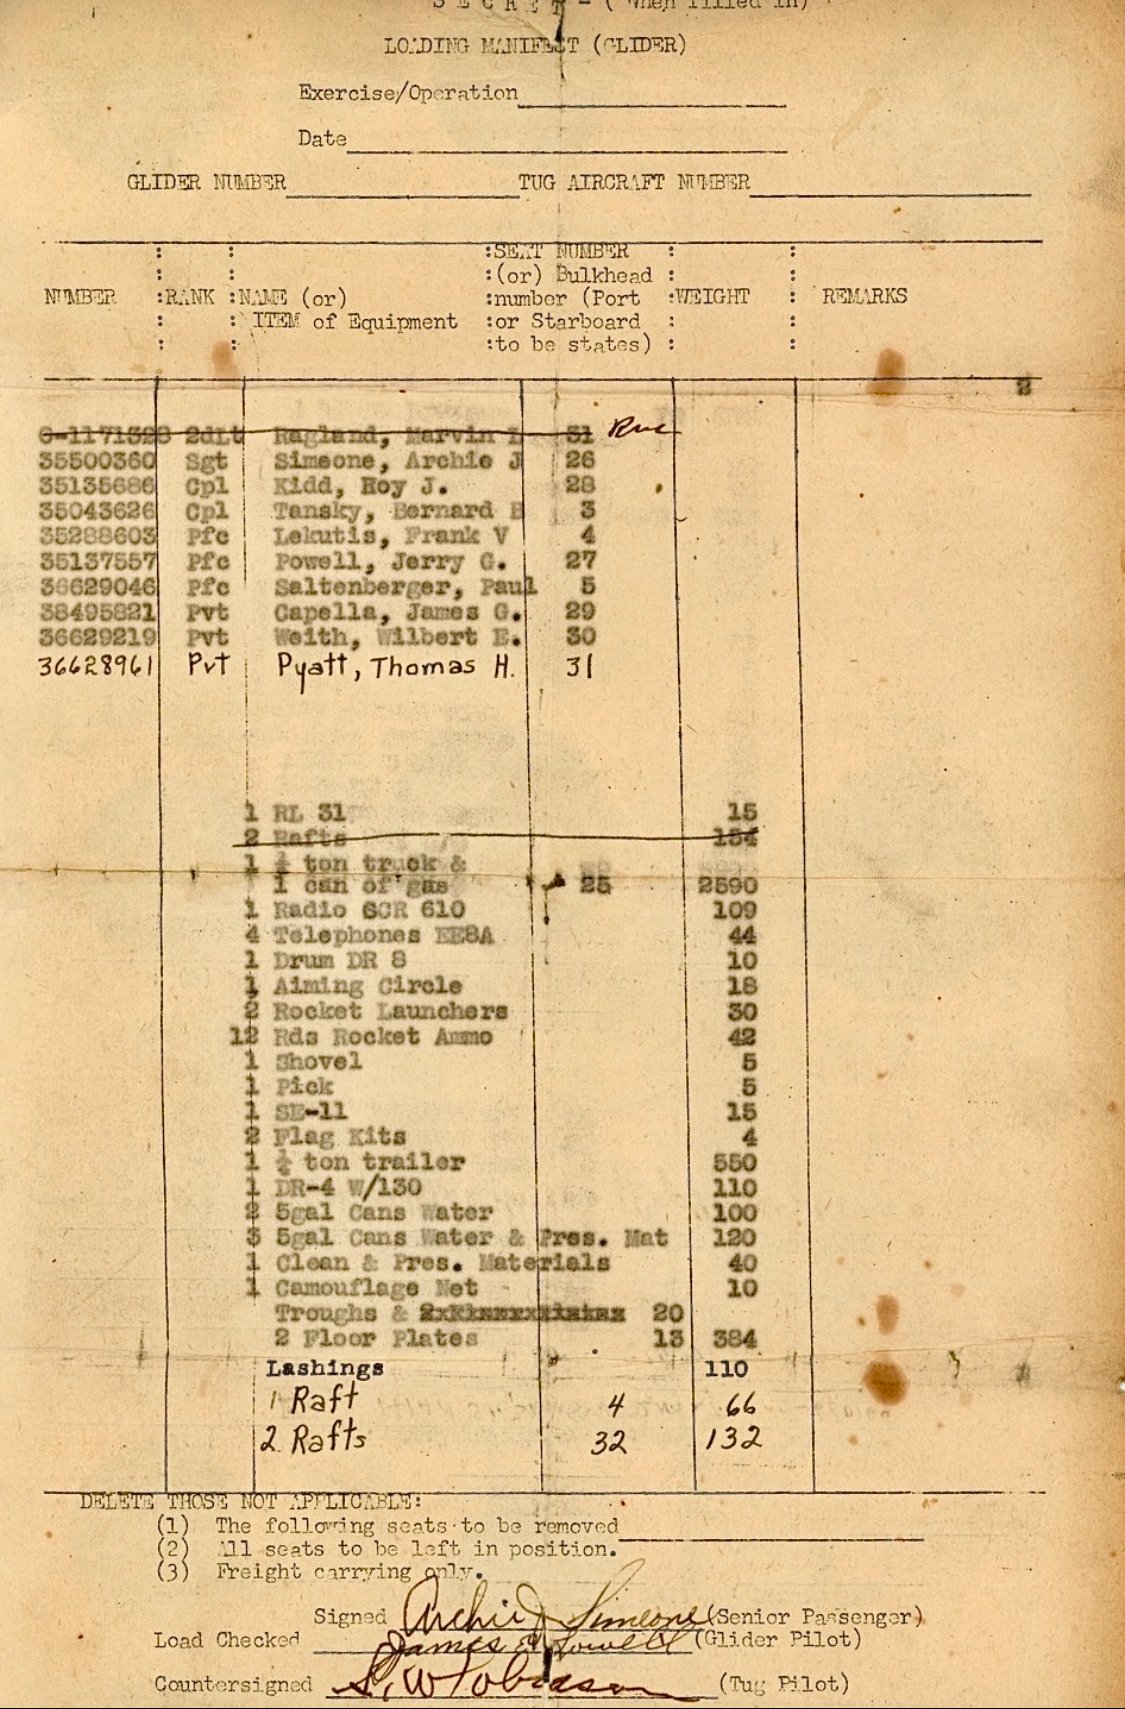 S E C R E T - ( When filled in)
LOADING MANIFEST (GLIDER)
Exercise/Operation
Date
GLIDER NUMBER TUG AIRCRAFT NUMBER
: : :SEAT NUMBER : :
: : :(or) Bulkhead : :
NUMBER :RANK :NAME (or) :number (Port :WEIGHT : REMARKS
: : ITEM of Equipment :or Starboard : :
: : :to be states) : :
2
O-1171328 2dLt Ragland, Marvin L 31
35500360 Sgt Simeone, Archie J 26
35135686 Cpl Kidd, Roy J. 28
35043626 Cpl Tansky, Bernard B 3
35288603 Pfc Lekutis, Frank V 4
35137557 Pfc Powell, Jerry G. 27
36629046 Pfc Saltenberger, Paul 5
38495821 Pvt Capella, James G. 29
36629219 Pvt Weith, Wilbert E. 30
36628961 Pvt Pyatt, Thomas H. 31
1 RL 31 15
2 Rafts 154
1 ¼ ton truck &
1 can of gas 25 2590
1 Radio SCR 610 109
4 Telephones EE8A 44
1 Drum DR 8 10
1 Aiming Circle 18
2 Rocket Launchers 30
12 Rds Rocket Ammo 42
1 Shovel 5
1 Pick 5
1 SE-11 15
2 Flag Kits 4
1 ¼ ton trailer 550
1 DR-4 W/130 110
2 5gal Cans Water 100
3 5gal Cans Water & Pres. Mat 120
1 Clean & Pres. Materials 40
1 Camouflage Net 10
Troughs & 20
2 Floor Plates 13 384
Lashings 110
1 Raft 4 66
2 Rafts 32 132
DELETE THOSE NOT APPLICABLE:
(1) The following seats to be removed
(2) All seats to be left in position.
(3) Freight carrying only.
Signed Archie J Simeone (Senior Passenger)
Load Checked James (Glider Pilot)
Countersigned (Tug Pilot)